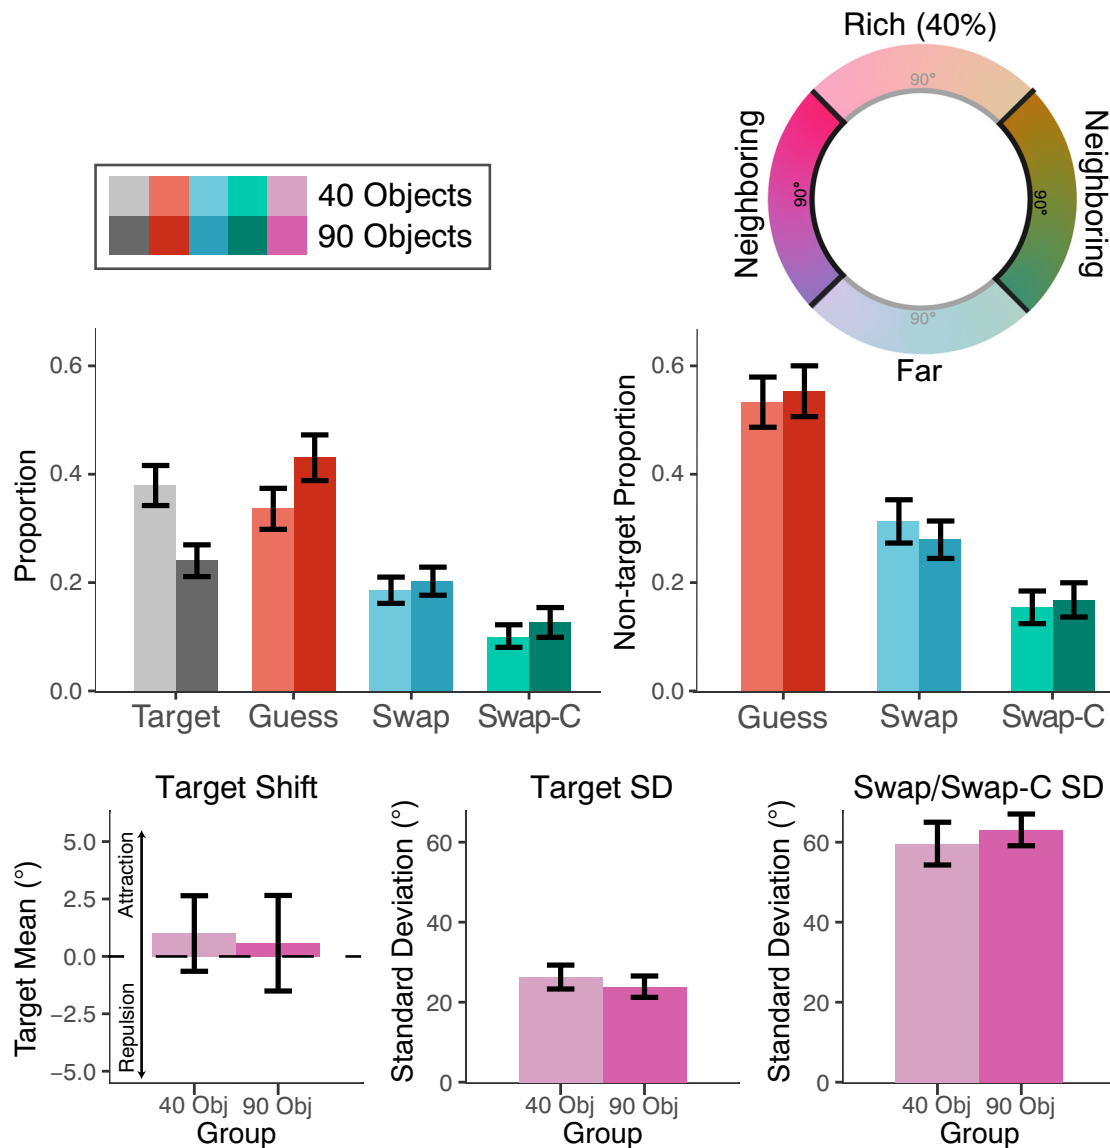 Rich (40%)
90°
Neighboring
90°
90°
Neighboring
90°
Far
40 Objects
90 Objects
Proportion
0.6
0.4
0.2
0.0
Target
Guess
Swap
Swap-C
Non-target Proportion
0.6
0.4
0.2
0.0
Guess
Swap
Swap-C
Target Shift
Target Mean (°)
5.0
2.5
0.0
−2.5
−5.0
Attraction
Repulsion
40 Obj
90 Obj
Group
Target SD
Standard Deviation (°)
60
40
20
0
40 Obj
90 Obj
Group
Swap/Swap-C SD
Standard Deviation (°)
60
40
20
0
40 Obj
90 Obj
Group